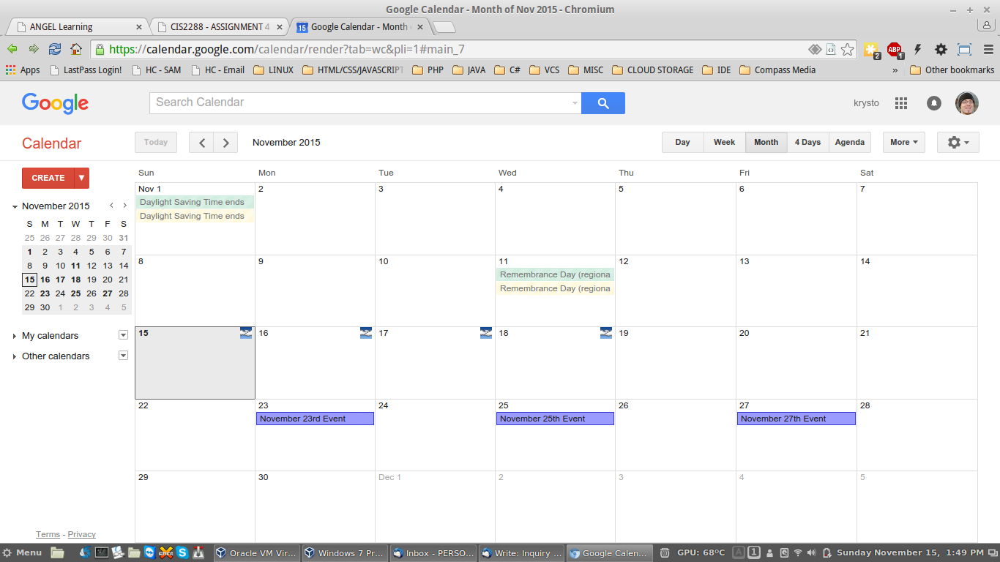 Google Calendar - Month of Nov 2015 - Chromium
ANGEL Learning
CIS2288 - ASSIGNMENT 4
15 Google Calendar - Month
https://calendar.google.com/calendar/render?tab=wc&pli=1#main_7
2 ABP 1
Apps LastPass Login! HC - SAM HC - Email LINUX HTML/CSS/JAVASCRIPT PHP JAVA C# VCS MISC CLOUD STORAGE IDE Compass Media » Other bookmarks
Google Search Calendar krysto
Calendar Today November 2015 Day Week Month 4 Days Agenda More
CREATE
November 2015
S M T W T F S
25 26 27 28 29 30 31
1 2 3 4 5 6 7
8 9 10 11 12 13 14
15 16 17 18 19 20 21
22 23 24 25 26 27 28
29 30 1 2 3 4 5
My calendars
Other calendars
Terms - Privacy
Sun Mon Tue Wed Thu Fri Sat
Nov 1 2 3 4 5 6 7
Daylight Saving Time ends
Daylight Saving Time ends
8 9 10 11 12 13 14
Remembrance Day (regiona
Remembrance Day (regiona
15 16 17 18 19 20 21
22 23 24 25 26 27 28
November 23rd Event November 25th Event November 27th Event
29 30 Dec 1 2 3 4 5
Menu Oracle VM Vir... Windows 7 Pr... Inbox - PERSO... Write: Inquiry ... Google Calen... GPU: 68ºC A 1 Sunday November 15, 1:49 PM